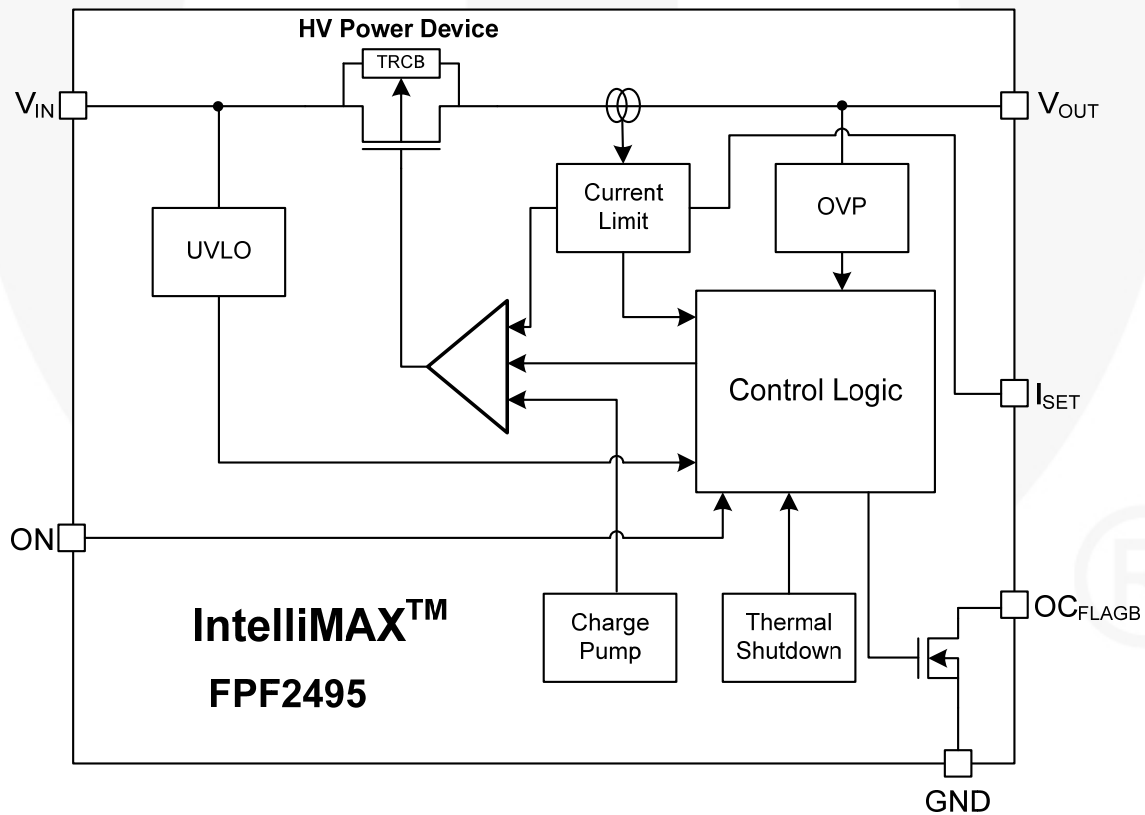 HV Power Device
TRCB
VIN
VOUT
Current
Limit
OVP
UVLO
Control Logic
ISET
ON
IntelliMAX™
FPF2495
Charge
Pump
Thermal
Shutdown
OCFLAGB
GND
®